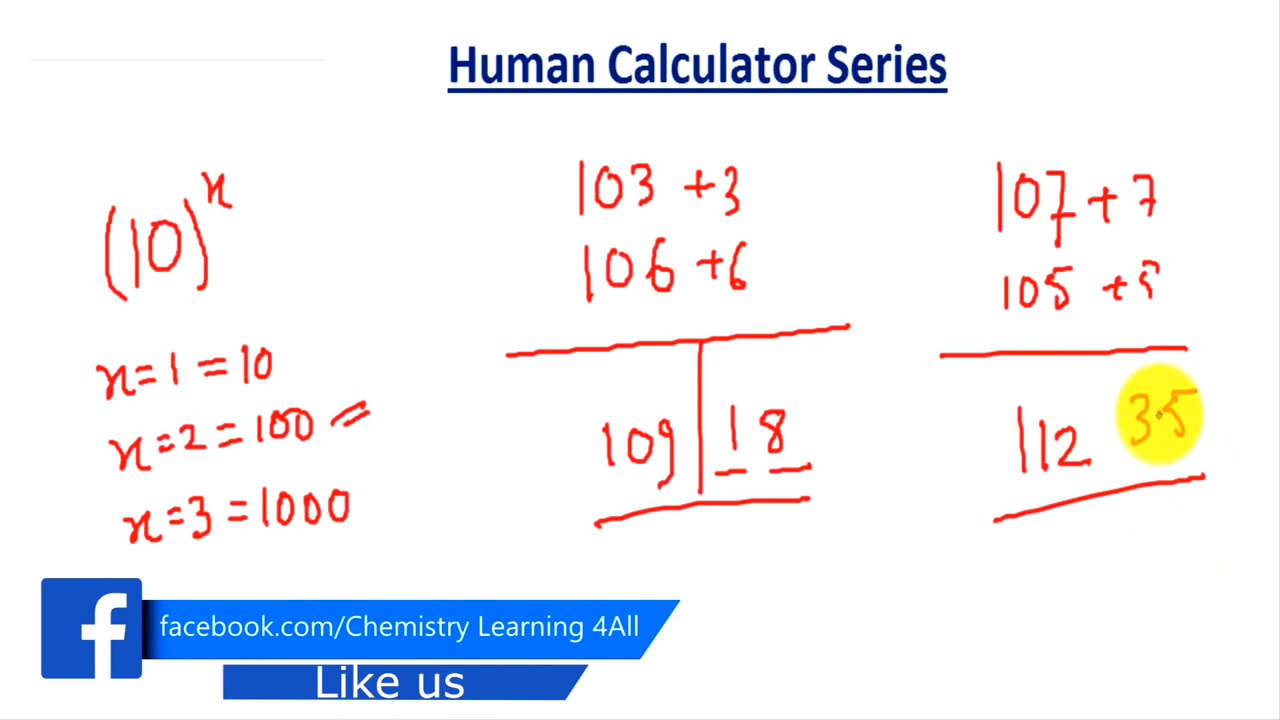 Human Calculator Series
(10)^x
x=1=10
x=2=100=
x=3=1000
103 +3
106 +6
109 | 18
107+7
105 +5
112 35
f
facebook.com/Chemistry Learning 4All
Like us